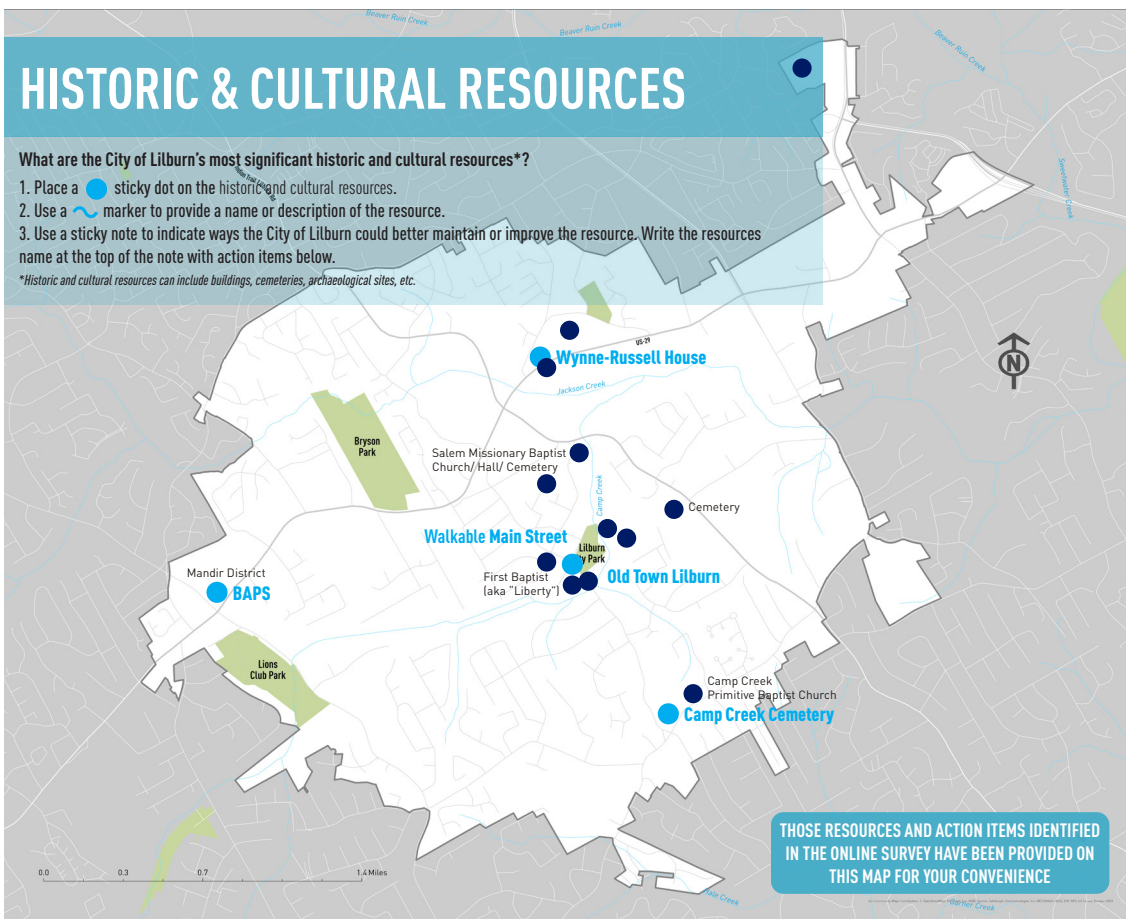 Beaver Ruin Creek
Beaver Ruin Creek
Beaver Ruin Creek
HISTORIC & CULTURAL RESOURCES
What are the City of Lilburn's most significant historic and cultural resources*?
1. Place a sticky dot on the historic and cultural resources.
2. Use a marker to provide a name or description of the resource.
3. Use a sticky note to indicate ways the City of Lilburn could better maintain or improve the resource. Write the resources
name at the top of the note with action items below.
*Historic and cultural resources can include buildings, cemeteries, archaeological sites, etc.
Sweetwater Creek
US-29
Wynne-Russell House
Jackson Creek
N
Bryson
Park
Salem Missionary Baptist
Church/ Hall/ Cemetery
Camp Creek
Cemetery
Walkable Main Street
Lilburn
Park
Mandir District
BAPS
First Baptist
(aka "Liberty")
Old Town Lilburn
Lions
Club Park
Camp Creek
Primitive Baptist Church
Camp Creek Cemetery
THOSE RESOURCES AND ACTION ITEMS IDENTIFIED
IN THE ONLINE SURVEY HAVE BEEN PROVIDED ON
THIS MAP FOR YOUR CONVENIENCE
0.0 0.3 0.7 1.4 Miles
Creek
Garner Creek